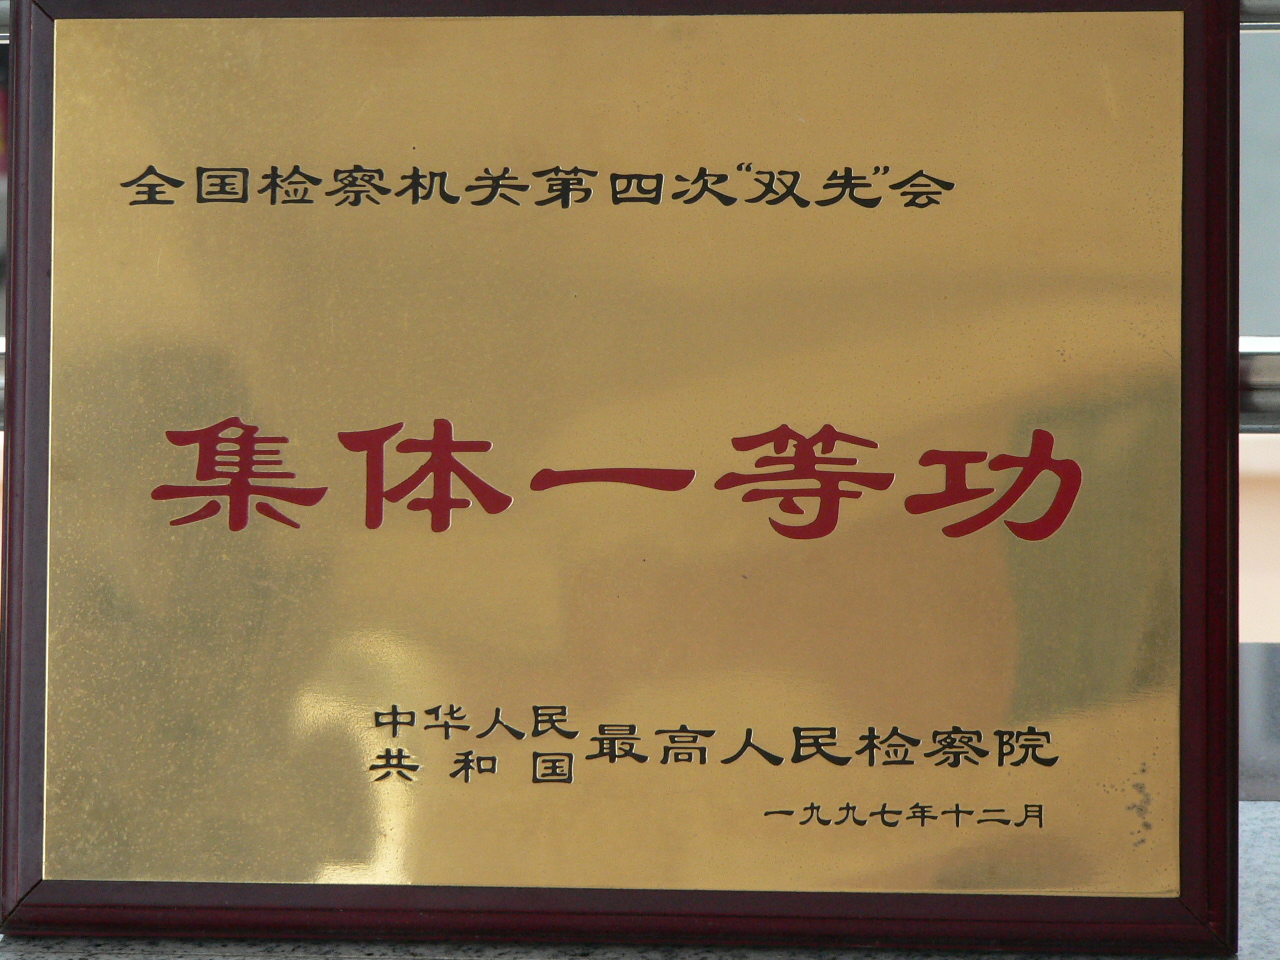 全国检察机关第四次“双先”会
集体一等功
中华人民
共和国
最高人民检察院
一九九七年十二月